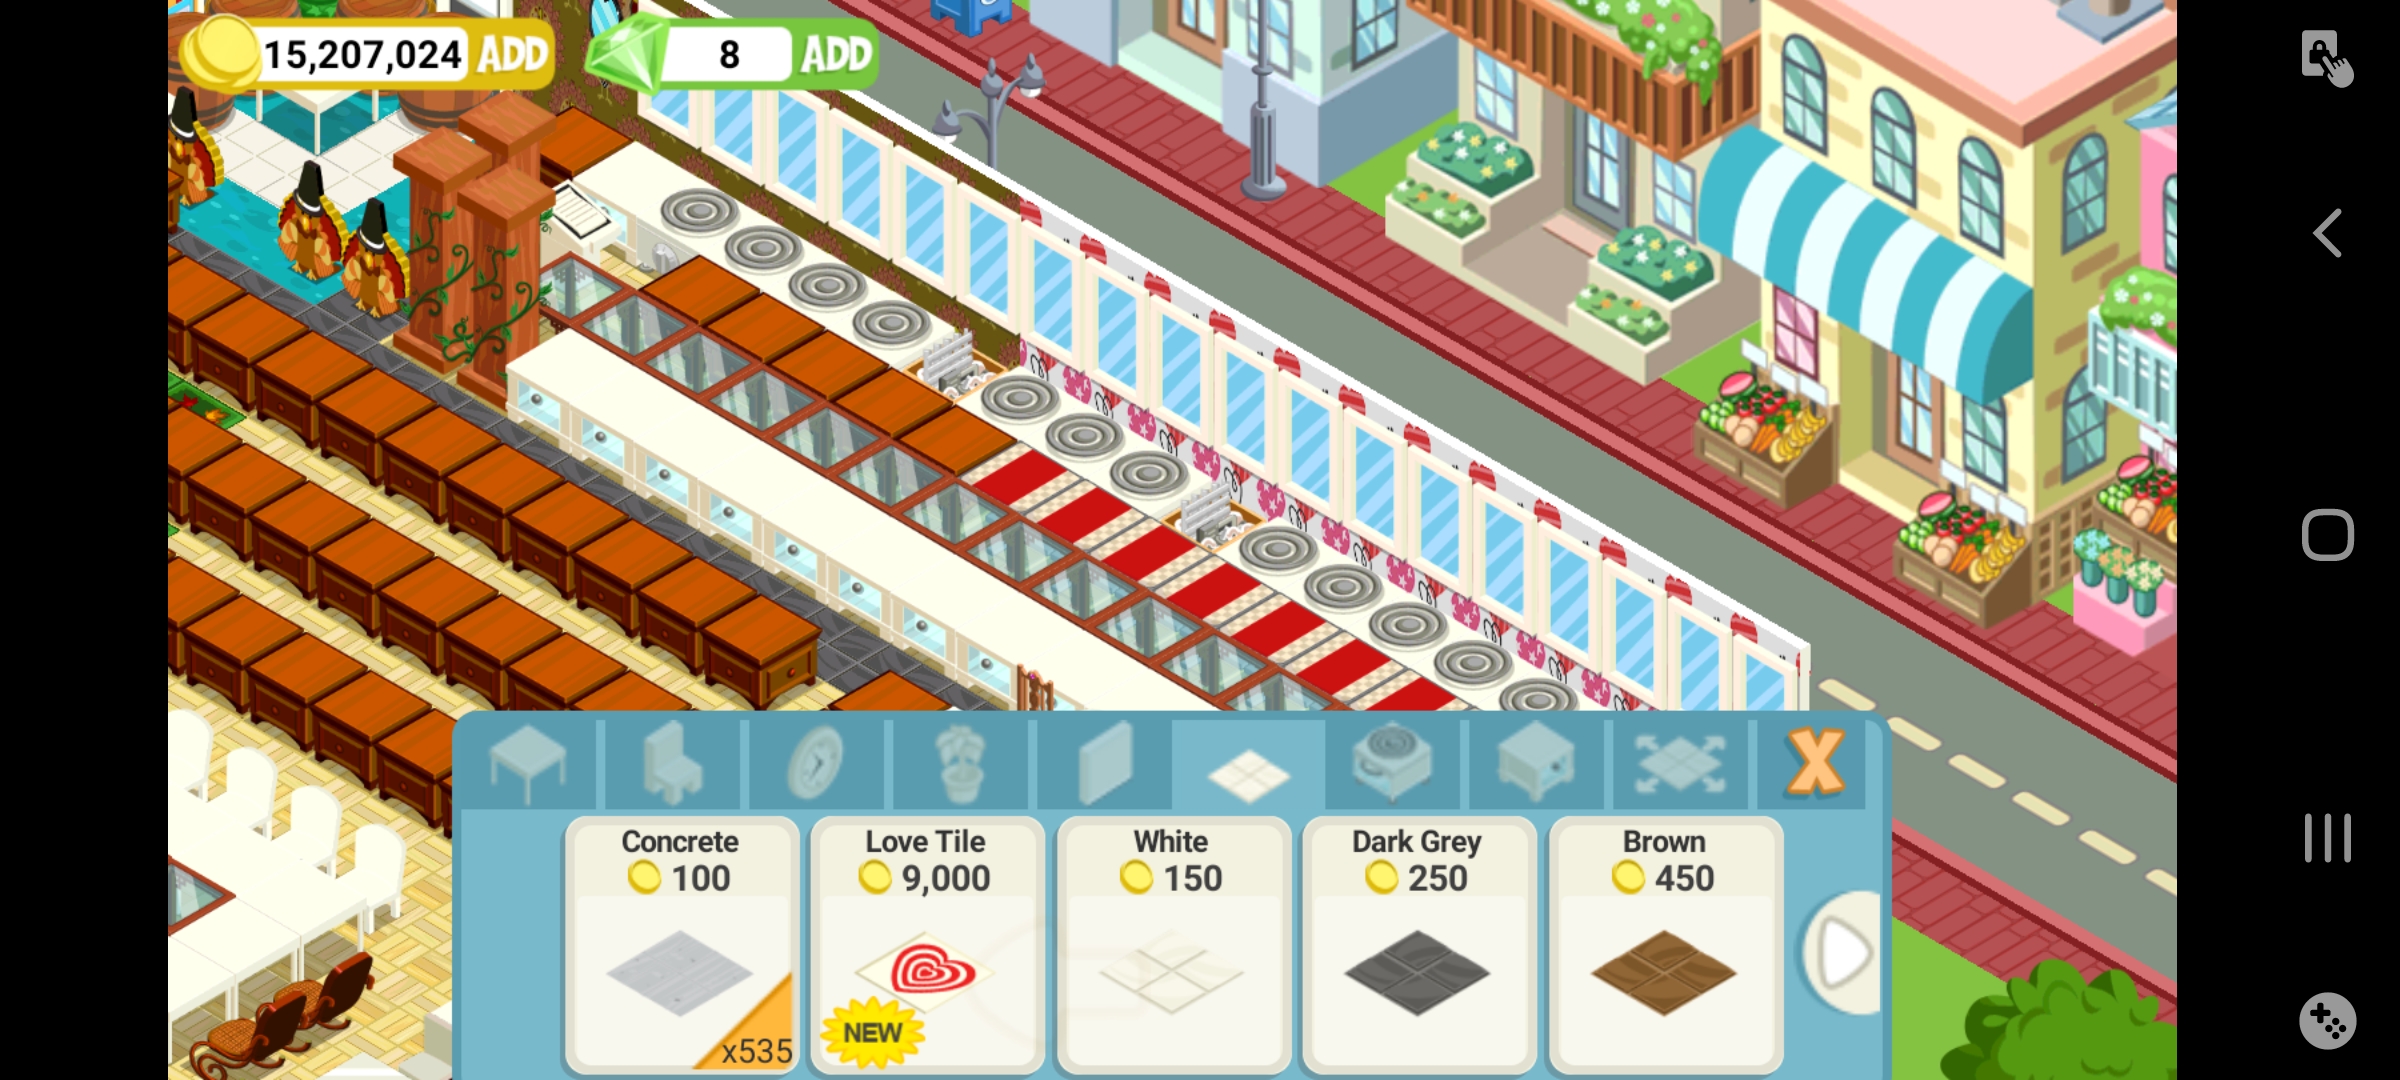 15,207,024 ADD
8 ADD
Concrete
100
x535
Love Tile
9,000
NEW
White
150
Dark Grey
250
Brown
450
X